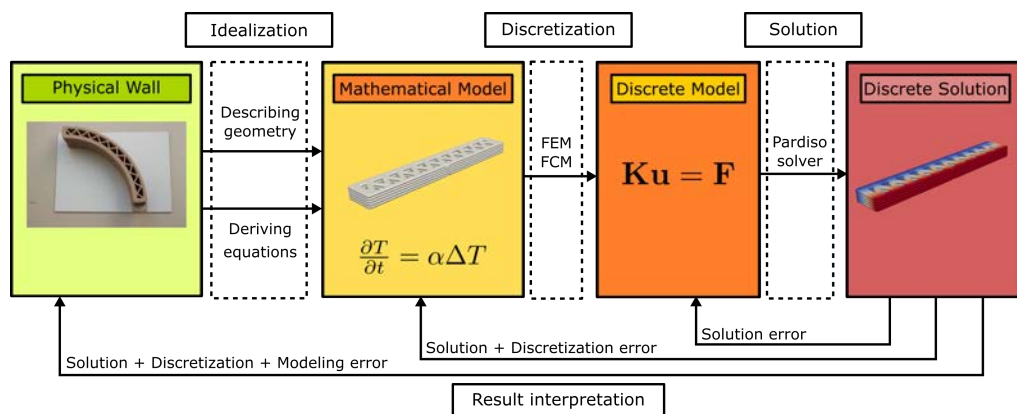 Idealization
Discretization
Solution
Physical Wall
Describing
geometry
Deriving
equations
Mathematical Model
∂T/∂t = αΔT
FEM
FCM
Discrete Model
Ku = F
Pardiso
solver
Discrete Solution
Solution error
Solution + Discretization error
Solution + Discretization + Modeling error
Result interpretation